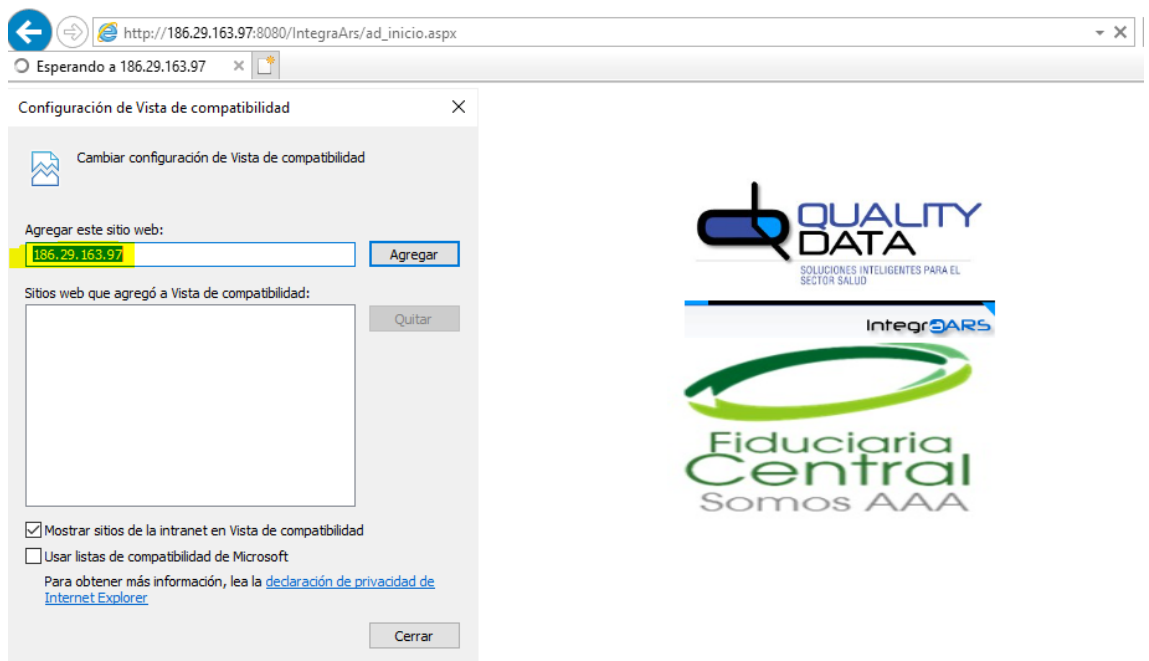 http://186.29.163.97:8080/IntegraArs/ad_inicio.aspx
Esperando a 186.29.163.97
Configuración de Vista de compatibilidad
Cambiar configuración de Vista de compatibilidad
Agregar este sitio web:
186.29.163.97
Agregar
Sitios web que agregó a Vista de compatibilidad:
Quitar
Mostrar sitios de la intranet en Vista de compatibilidad
Usar listas de compatibilidad de Microsoft
Para obtener más información, lea la declaración de privacidad de
Internet Explorer
Cerrar
QUALITY
DATA
SOLUCIONES INTELIGENTES PARA EL
SECTOR SALUD
IntegraARS
Fiduciaria
Central
Somos AAA